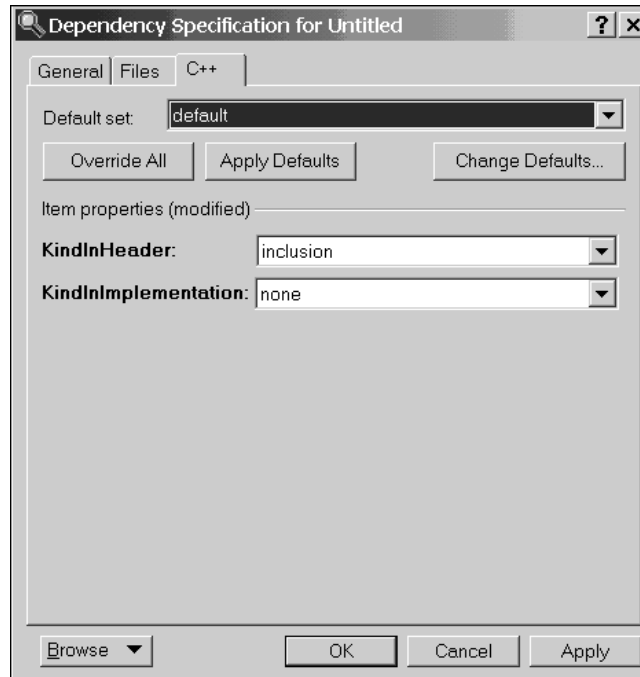 Dependency Specification for Untitled ? x
General Files C++
Default set: default
Override All Apply Defaults Change Defaults...
Item properties (modified)
KindInHeader: inclusion
KindInImplementation: none
Browse OK Cancel Apply